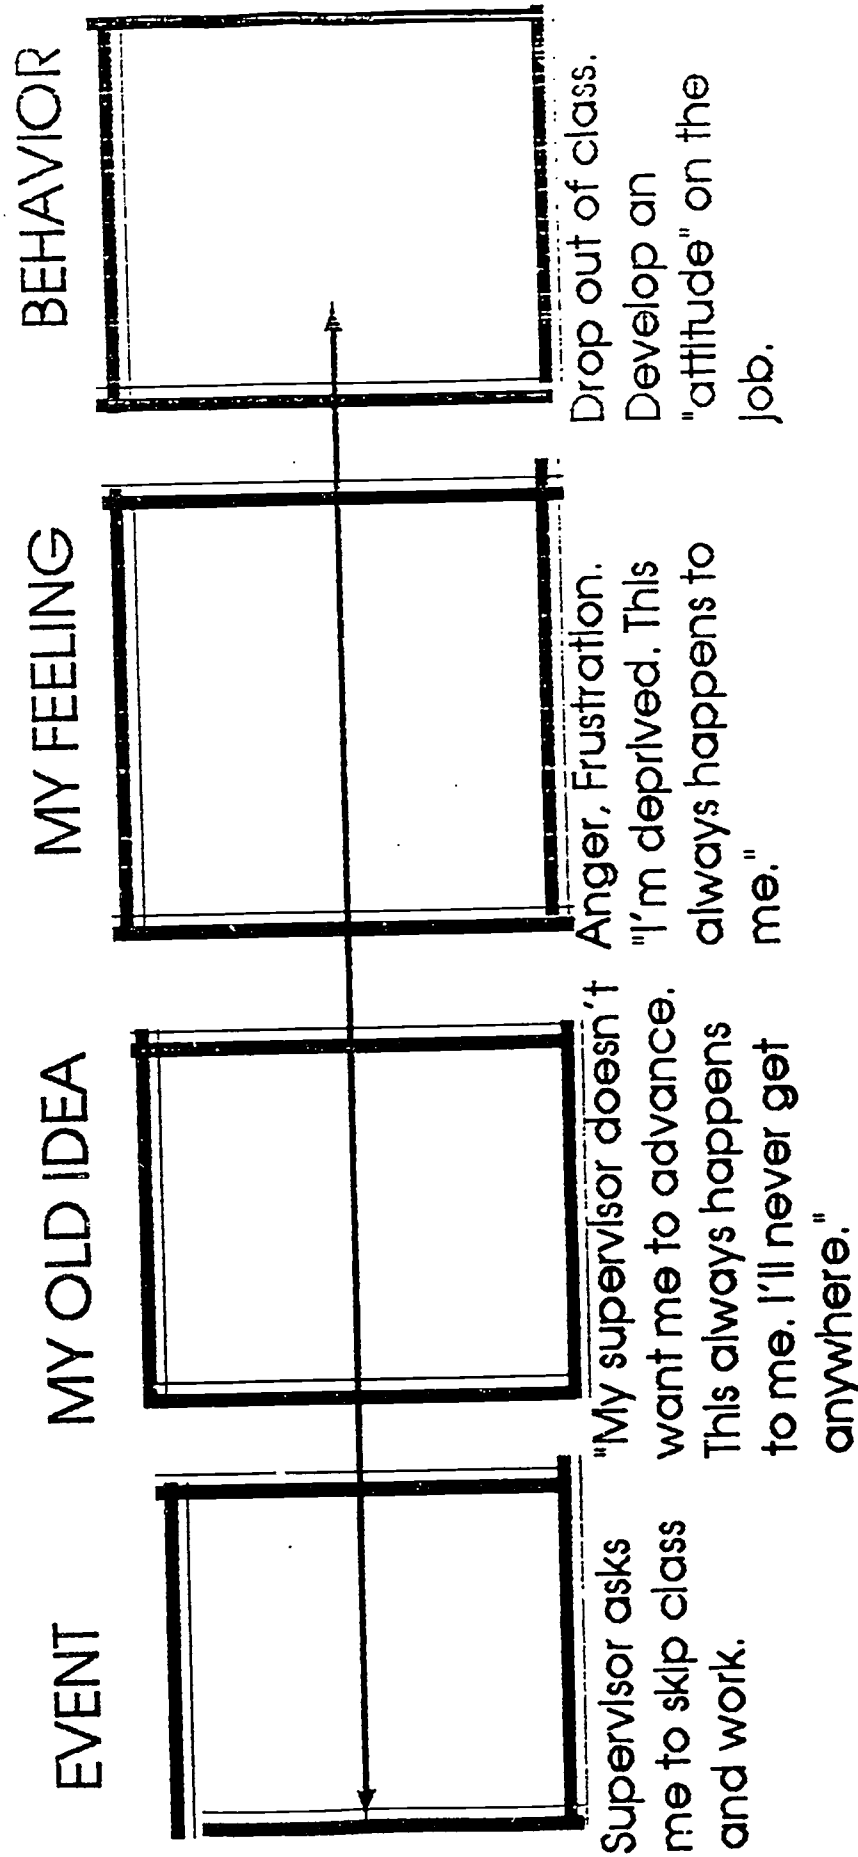 EVENT
Supervisor asks
me to skip class
and work.
MY OLD IDEA
"My supervisor doesn't
want me to advance.
This always happens
to me. I'll never get
anywhere."
MY FEELING
Anger, Frustration.
"I'm deprived. This
always happens to
me."
BEHAVIOR
Drop out of class.
Develop an
"attitude" on the
job.